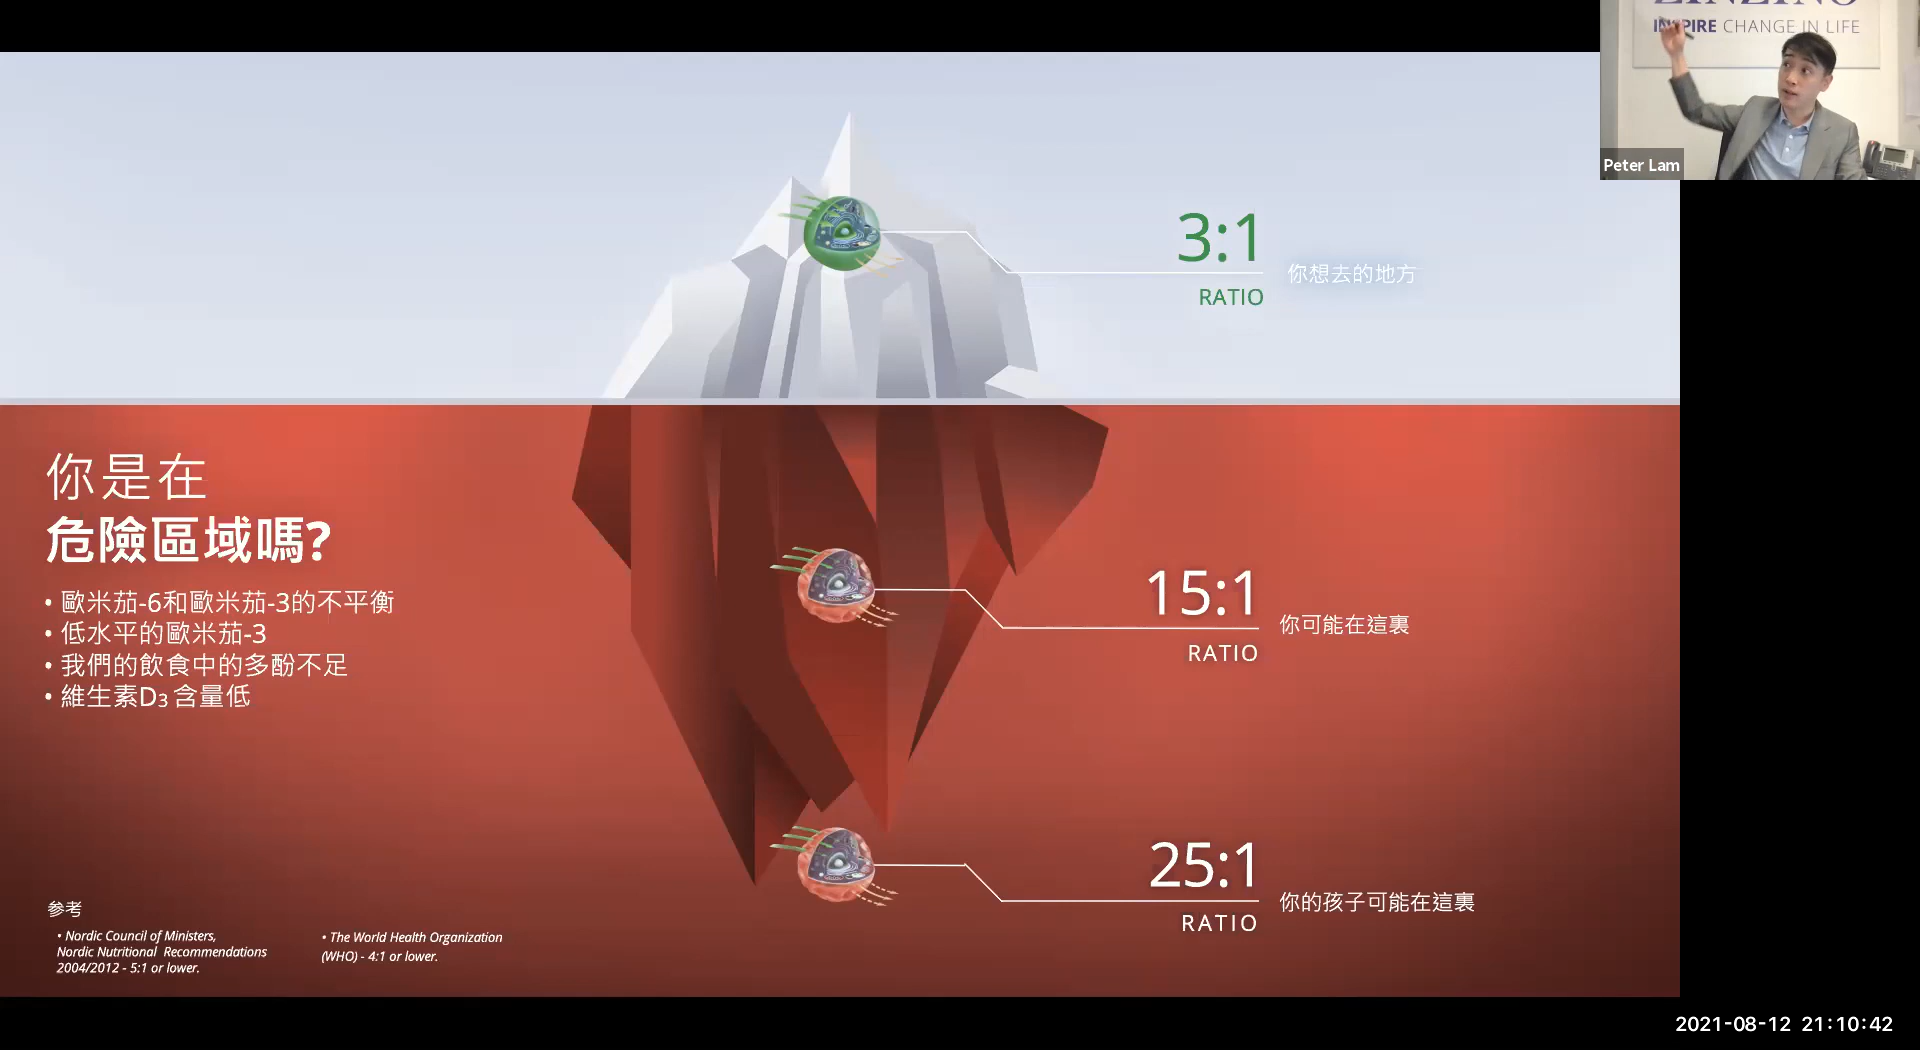 ZINZINO
INSPIRE CHANGE IN LIFE
Peter Lam
3:1
RATIO
你想去的地方
你是在
危險區域嗎?
• 歐米茄-6和歐米茄-3的不平衡
• 低水平的歐米茄-3
• 我們的飲食中的多酚不足
• 維生素D₃ 含量低
15:1
RATIO
你可能在這裏
25:1
RATIO
你的孩子可能在這裏
参考
• Nordic Council of Ministers,
Nordic Nutritional Recommendations
2004/2012 - 5:1 or lower.
• The World Health Organization
(WHO) - 4:1 or lower.
2021-08-12 21:10:42